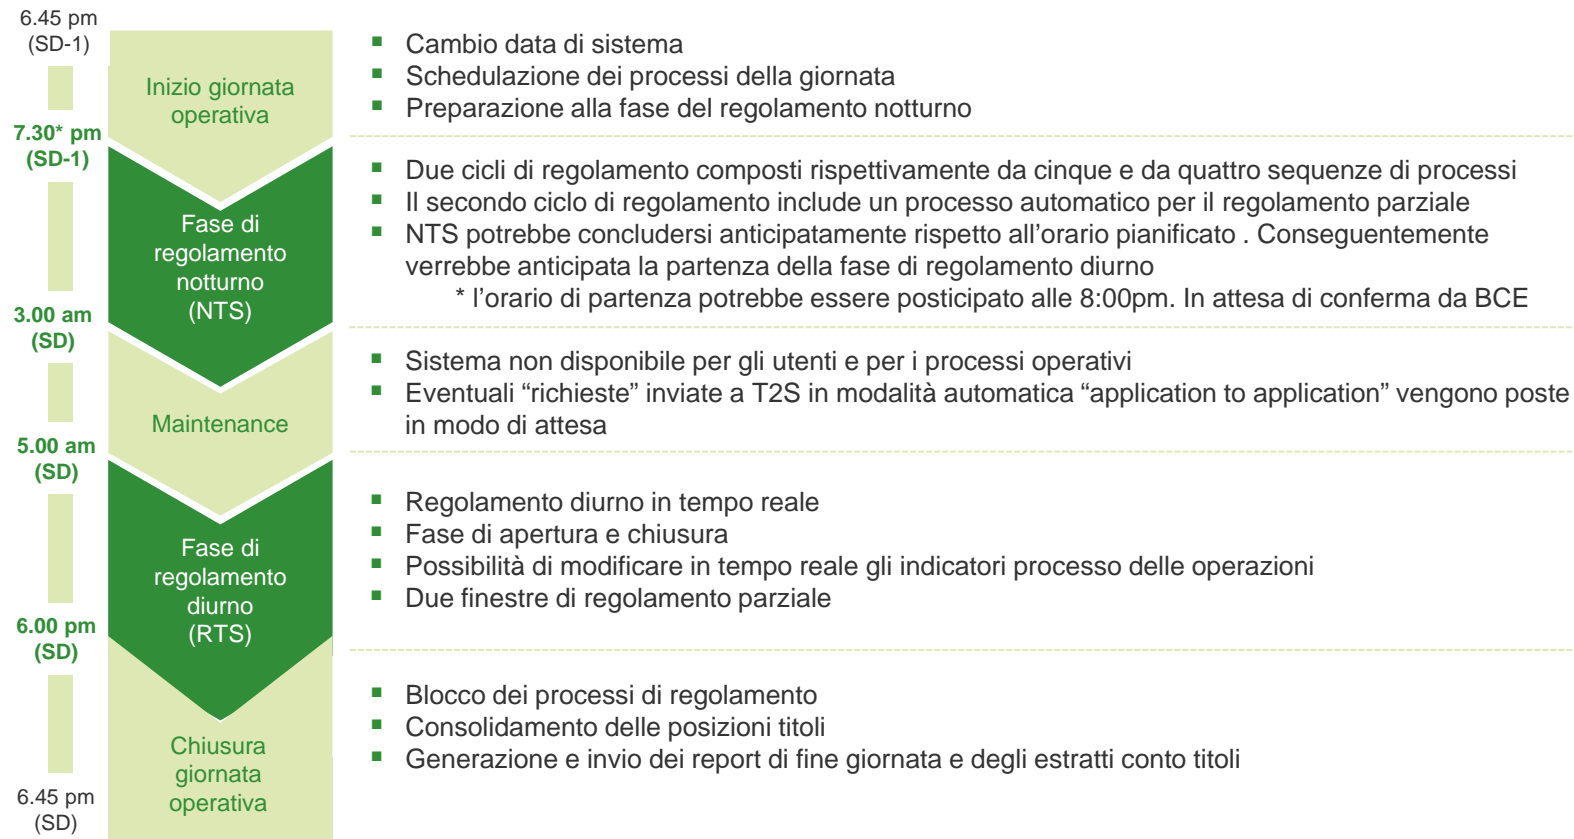 6.45 pm
(SD-1)
Inizio giornata
operativa
Cambio data di sistema
Schedulazione dei processi della giornata
Preparazione alla fase del regolamento notturno
7.30* pm
(SD-1)
Fase di
regolamento
notturno
(NTS)
Due cicli di regolamento composti rispettivamente da cinque e da quattro sequenze di processi
Il secondo ciclo di regolamento include un processo automatico per il regolamento parziale
NTS potrebbe concludersi anticipatamente rispetto all’orario pianificato . Conseguentemente
verrebbe anticipata la partenza della fase di regolamento diurno
* l’orario di partenza potrebbe essere posticipato alle 8:00pm. In attesa di conferma da BCE
3.00 am
(SD)
Maintenance
Sistema non disponibile per gli utenti e per i processi operativi
Eventuali “richieste” inviate a T2S in modalità automatica “application to application” vengono poste
in modo di attesa
5.00 am
(SD)
Fase di
regolamento
diurno
(RTS)
Regolamento diurno in tempo reale
Fase di apertura e chiusura
Possibilità di modificare in tempo reale gli indicatori processo delle operazioni
Due finestre di regolamento parziale
6.00 pm
(SD)
Chiusura
giornata
operativa
Blocco dei processi di regolamento
Consolidamento delle posizioni titoli
Generazione e invio dei report di fine giornata e degli estratti conto titoli
6.45 pm
(SD)